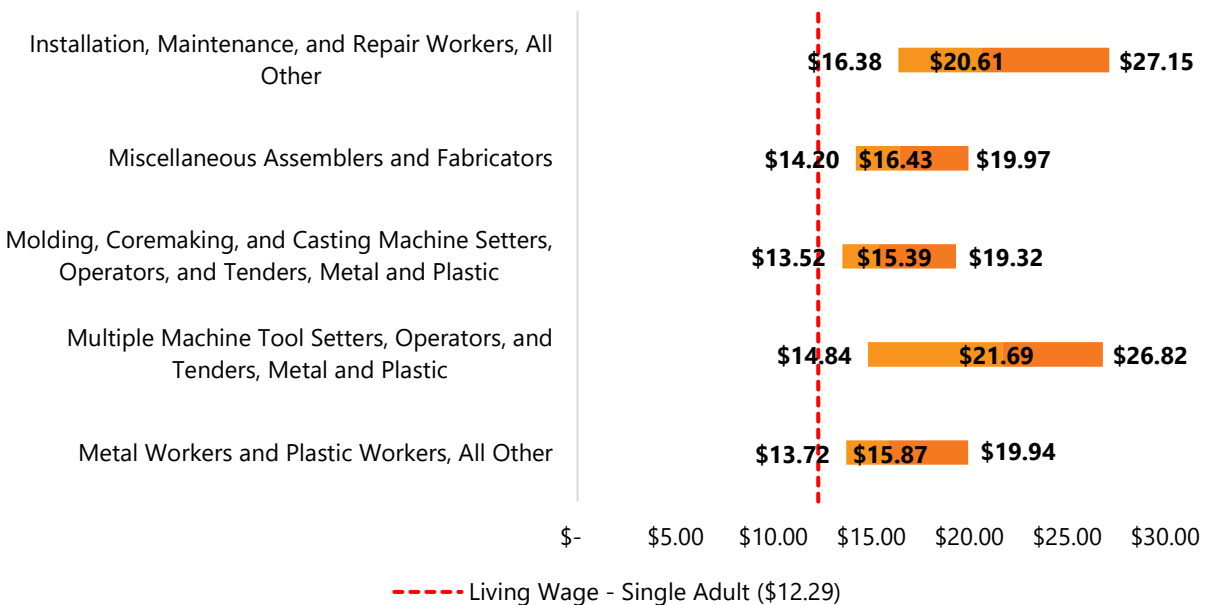 Installation, Maintenance, and Repair Workers, All
Other
$16.38 $20.61 $27.15
Miscellaneous Assemblers and Fabricators
$14.20 $16.43 $19.97
Molding, Coremaking, and Casting Machine Setters,
Operators, and Tenders, Metal and Plastic
$13.52 $15.39 $19.32
Multiple Machine Tool Setters, Operators, and
Tenders, Metal and Plastic
$14.84 $21.69 $26.82
Metal Workers and Plastic Workers, All Other
$13.72 $15.87 $19.94
$- $5.00 $10.00 $15.00 $20.00 $25.00 $30.00
Living Wage - Single Adult ($12.29)